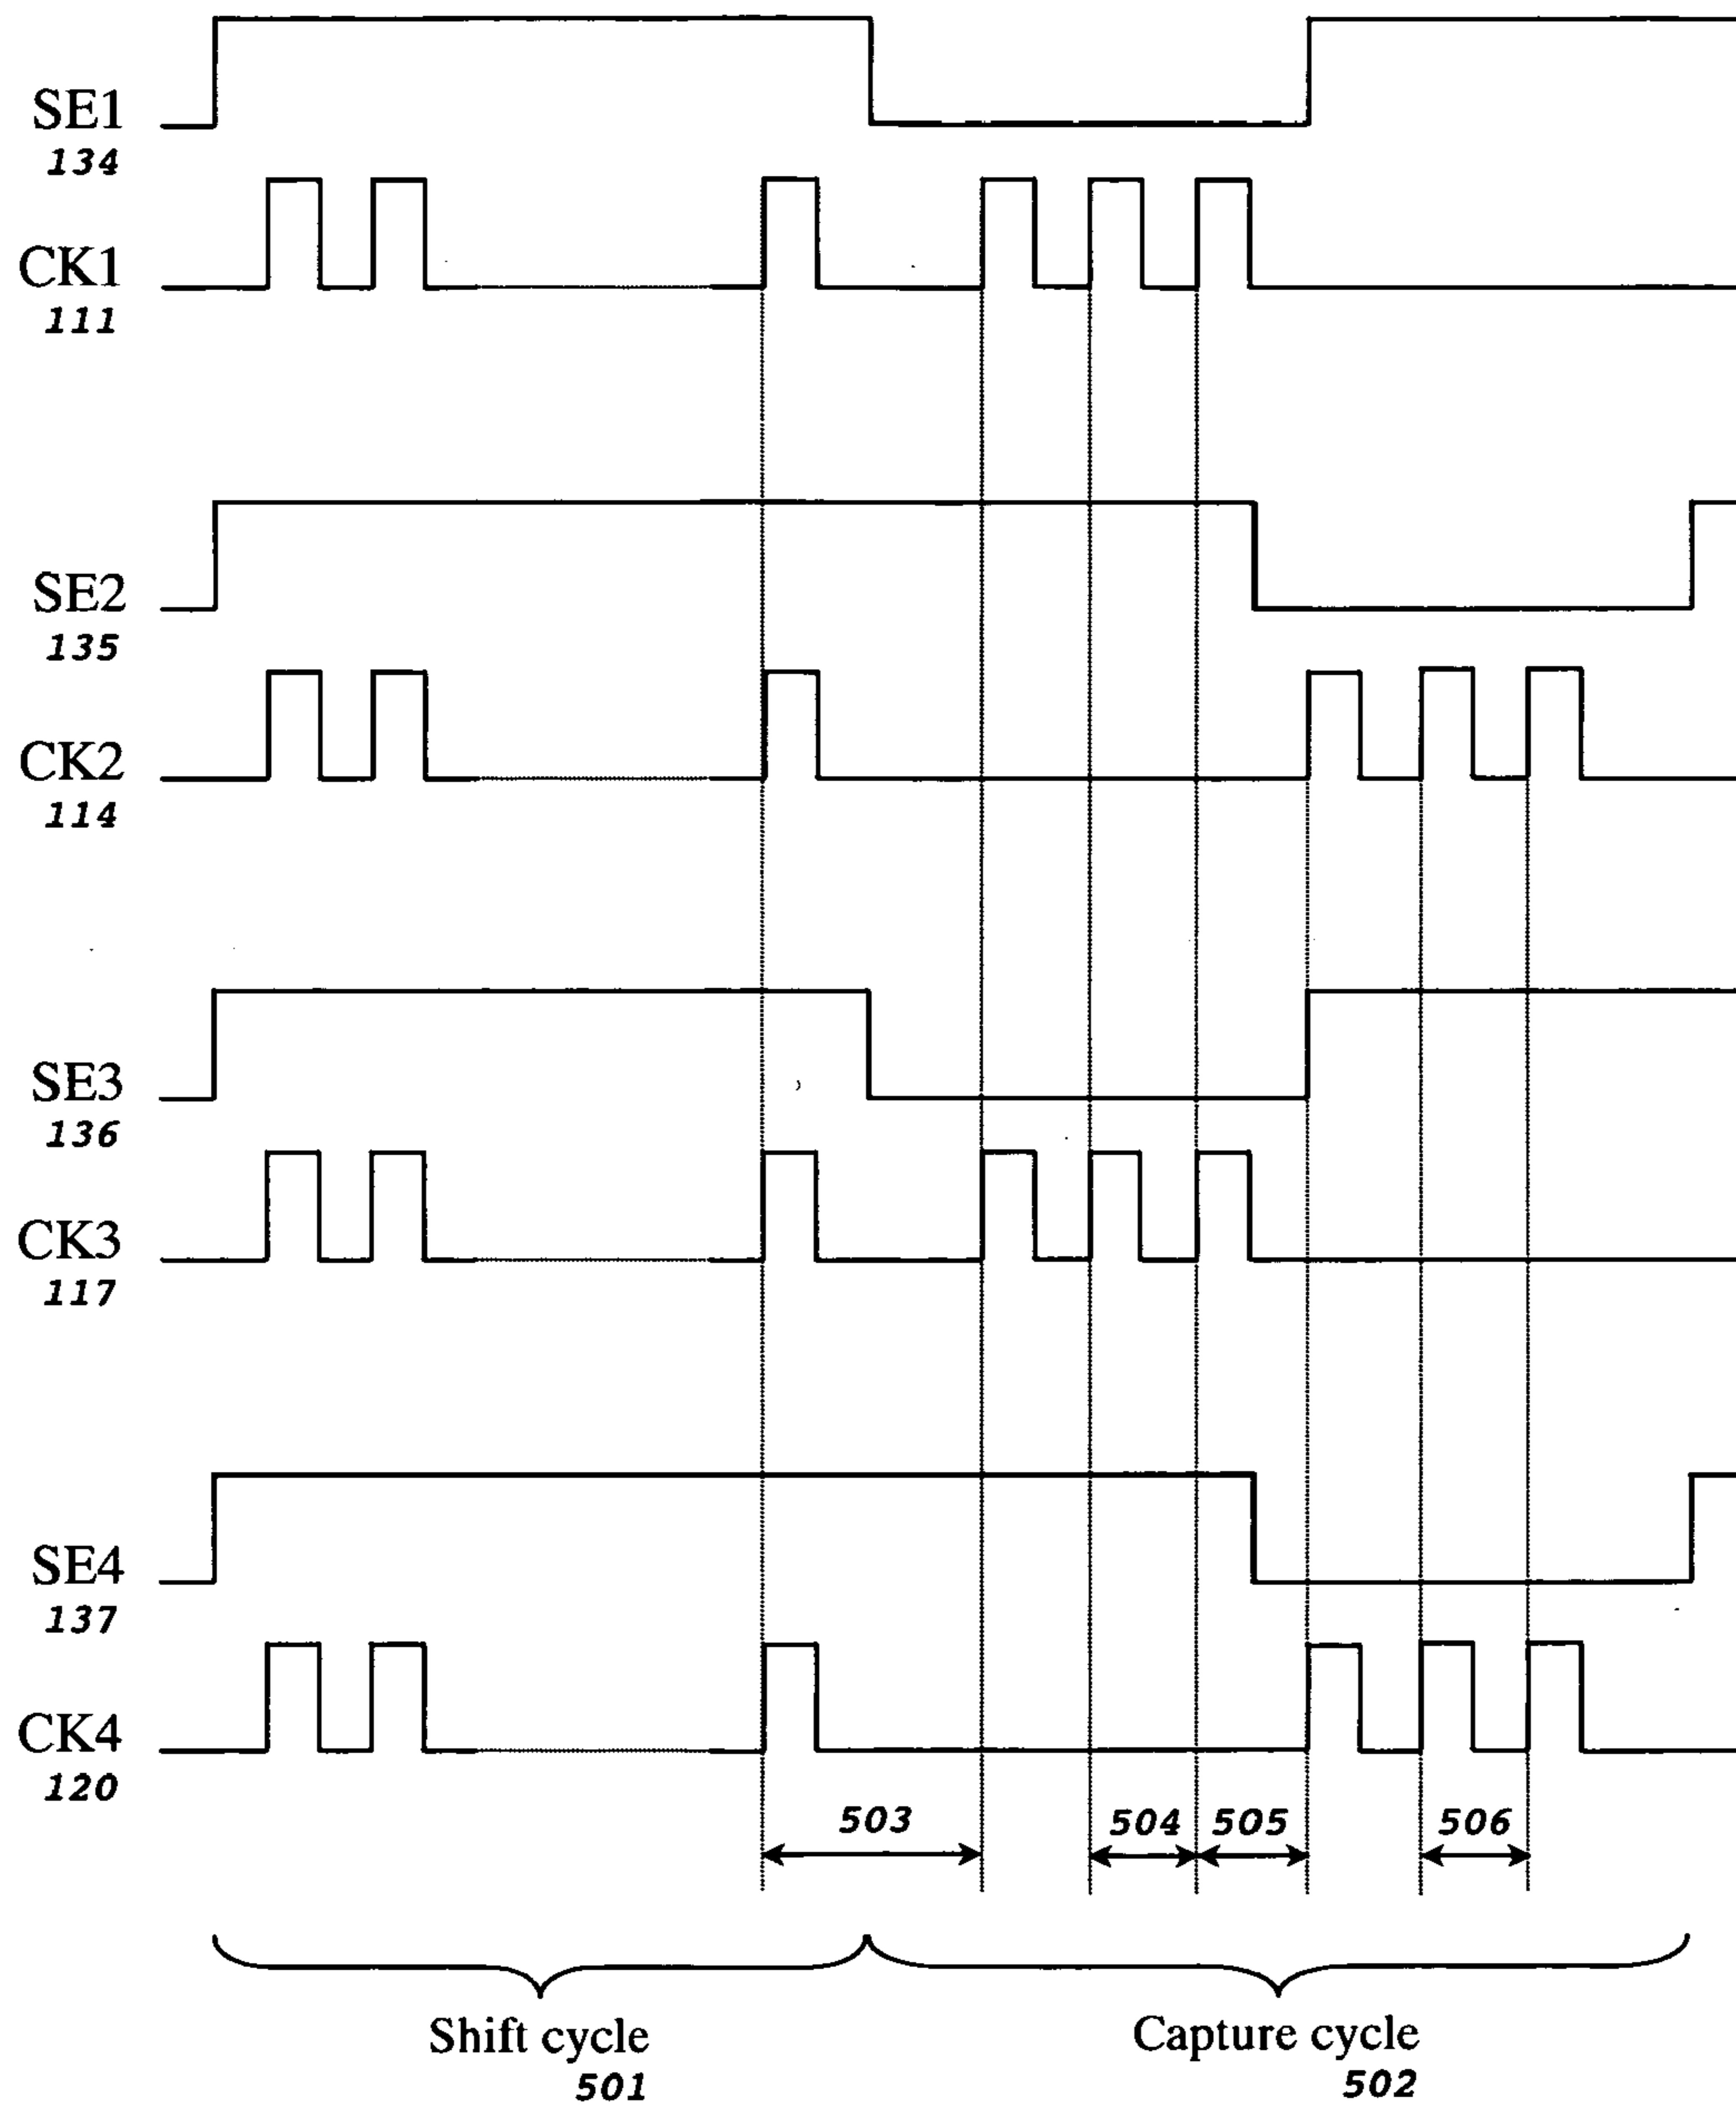 SE1
134
CK1
111
SE2
135
CK2
114
SE3
136
CK3
117
SE4
137
CK4
120
503
504
505
506
Shift cycle
501
Capture cycle
502